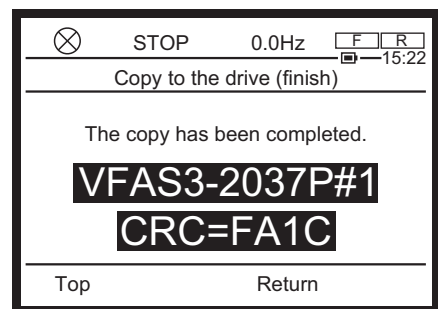 STOP 0.0Hz F R
15:22
Copy to the drive (finish)
The copy has been completed.
VFAS3-2037P#1
CRC=FA1C
Top Return